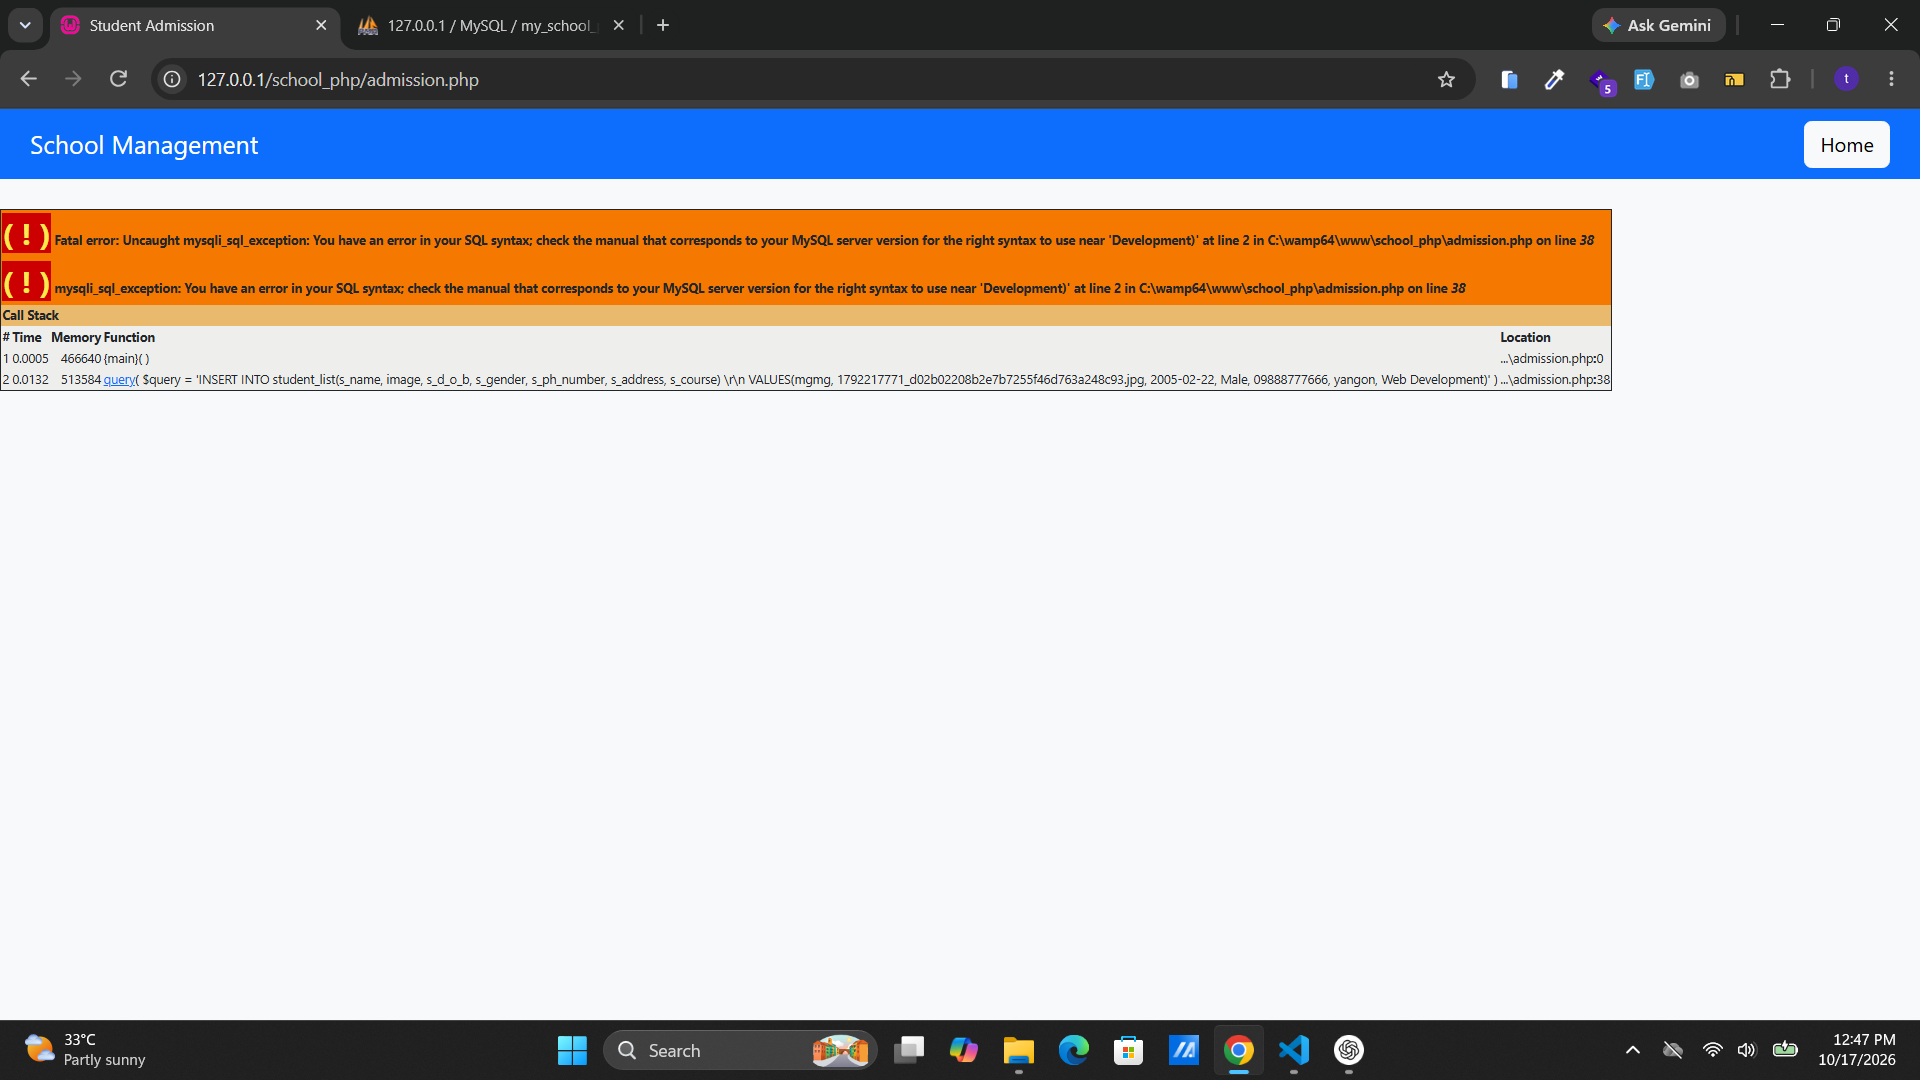 Student Admission
127.0.0.1 / MySQL / my_school_
Ask Gemini
127.0.0.1/school_php/admission.php
5
t
School Management
Home
( ! ) Fatal error: Uncaught mysqli_sql_exception: You have an error in your SQL syntax; check the manual that corresponds to your MySQL server version for the right syntax to use near 'Development)' at line 2 in C:\wamp64\www\school_php\admission.php on line 38
( ! ) mysqli_sql_exception: You have an error in your SQL syntax; check the manual that corresponds to your MySQL server version for the right syntax to use near 'Development)' at line 2 in C:\wamp64\www\school_php\admission.php on line 38
Call Stack
# Time Memory Function Location
1 0.0005 466640 {main}( ) ...\admission.php:0
2 0.0132 513584 query( $query = 'INSERT INTO student_list(s_name, image, s_d_o_b, s_gender, s_ph_number, s_address, s_course) \r\n VALUES(mgmg, 1792217771_d02b02208b2e7b7255f46d763a248c93.jpg, 2005-02-22, Male, 09888777666, yangon, Web Development)' ) ...\admission.php:38
33°C
Partly sunny
Search
12:47 PM
10/17/2026